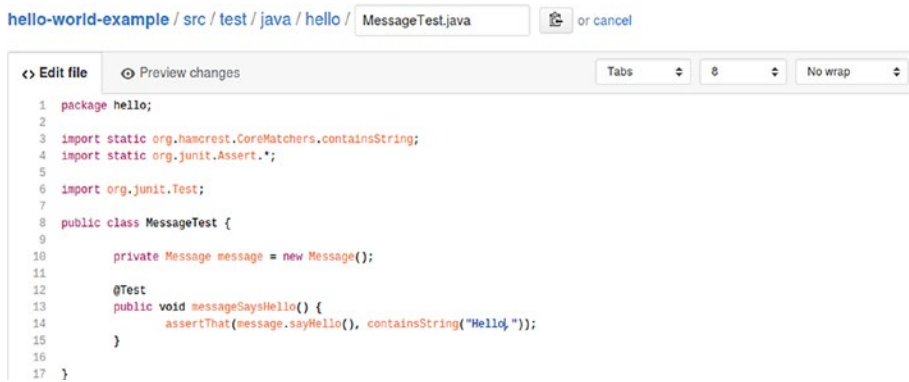 hello-world-example / src / test / java / hello / MessageTest.java or cancel
<> Edit file Preview changes Tabs 8 No wrap
1 package hello;
2
3 import static org.hamcrest.CoreMatchers.containsString;
4 import static org.junit.Assert.*;
5
6 import org.junit.Test;
7
8 public class MessageTest {
9
10 private Message message = new Message();
11
12 @Test
13 public void messageSaysHello() {
14 assertThat(message.sayHello(), containsString("Hello,"));
15 }
16
17 }